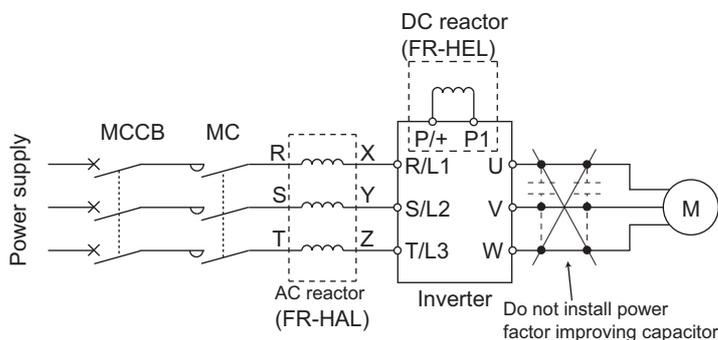 DC reactor
(FR-HEL)
P/+ P1
MCCB MC
Power supply
R X R/L1 U
S Y S/L2 V M
T Z T/L3 W
AC reactor
(FR-HAL)
Inverter
Do not install power
factor improving capacitor